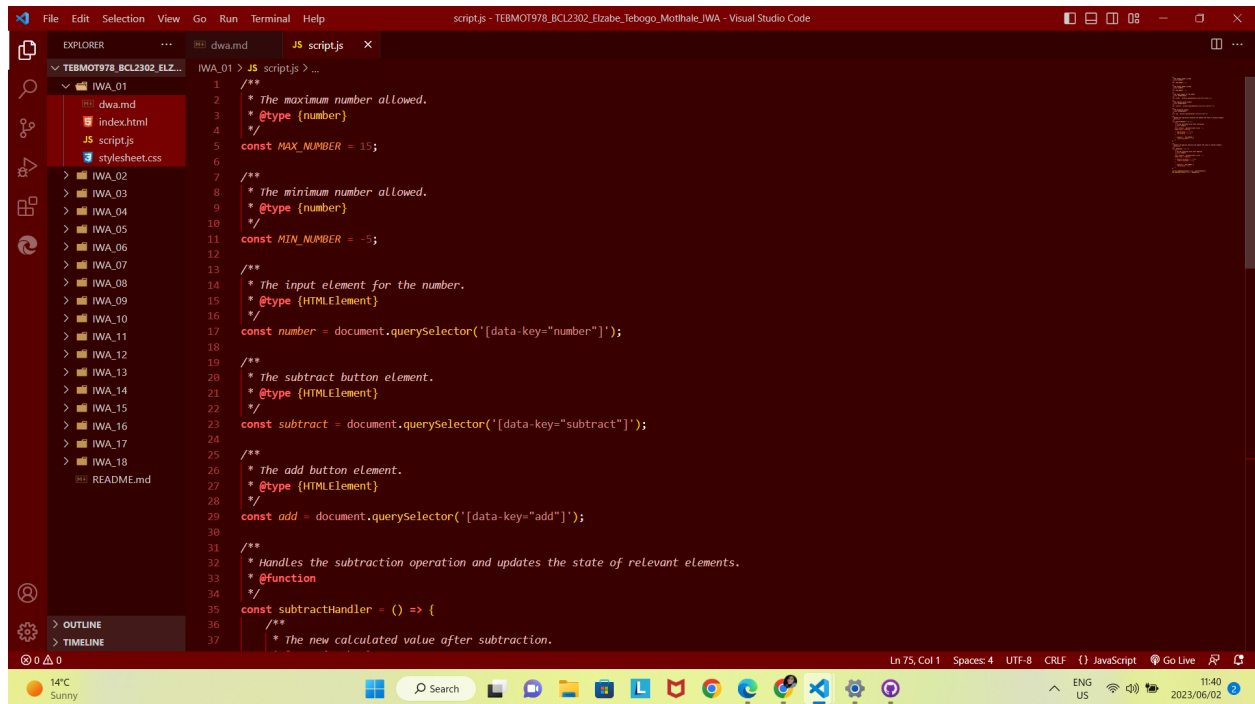 File Edit Selection View Go Run Terminal Help
script.js - TEBMOT978_BCL2302_Elzabe_Tebogo_Motlhale_IWA - Visual Studio Code
EXPLORER
dwa.md
JS script.js
TEBMOT978_BCL2302_ELZ...
IWA_01
dwa.md
index.html
JS script.js
stylesheet.css
IWA_02
IWA_03
IWA_04
IWA_05
IWA_06
IWA_07
IWA_08
IWA_09
IWA_10
IWA_11
IWA_12
IWA_13
IWA_14
IWA_15
IWA_16
IWA_17
IWA_18
README.md
OUTLINE
TIMELINE
IWA_01 > JS script.js > ...
1 /**
2 * The maximum number allowed.
3 * @type {number}
4 */
5 const MAX_NUMBER = 15;
6
7 /**
8 * The minimum number allowed.
9 * @type {number}
10 */
11 const MIN_NUMBER = -5;
12
13 /**
14 * The input element for the number.
15 * @type {HTMLElement}
16 */
17 const number = document.querySelector('[data-key="number"]');
18
19 /**
20 * The subtract button element.
21 * @type {HTMLElement}
22 */
23 const subtract = document.querySelector('[data-key="subtract"]');
24
25 /**
26 * The add button element.
27 * @type {HTMLElement}
28 */
29 const add = document.querySelector('[data-key="add"]');
30
31 /**
32 * Handles the subtraction operation and updates the state of relevant elements.
33 * @function
34 */
35 const subtractHandler = () => {
36 /**
37 * The new calculated value after subtraction.
0 0
Ln 75, Col 1 Spaces: 4 UTF-8 CRLF {} JavaScript Go Live
14°C
Sunny
Search
ENG
US
11:40
2023/06/02
2